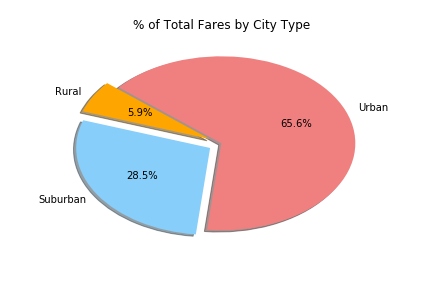 % of Total Fares by City Type
Rural
5.9%
Urban
65.6%
28.5%
Suburban